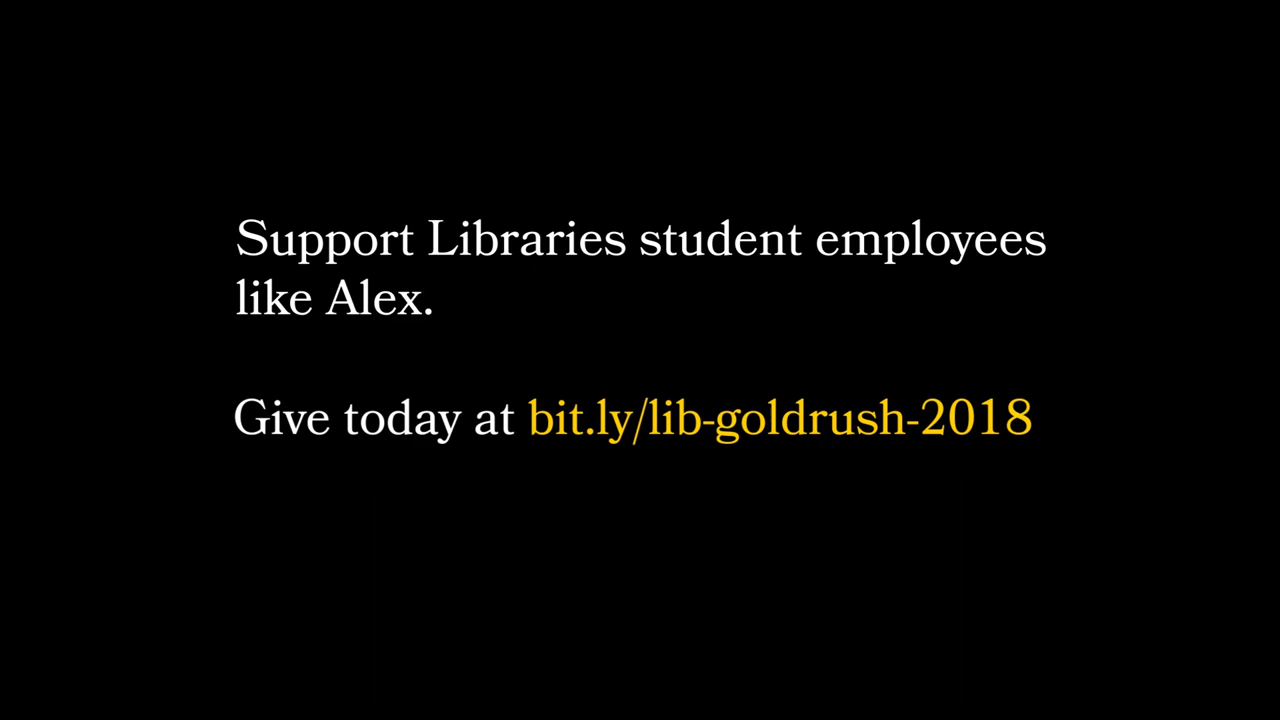 Support Libraries student employees
like Alex.
Give today at bit.ly/lib-goldrush-2018